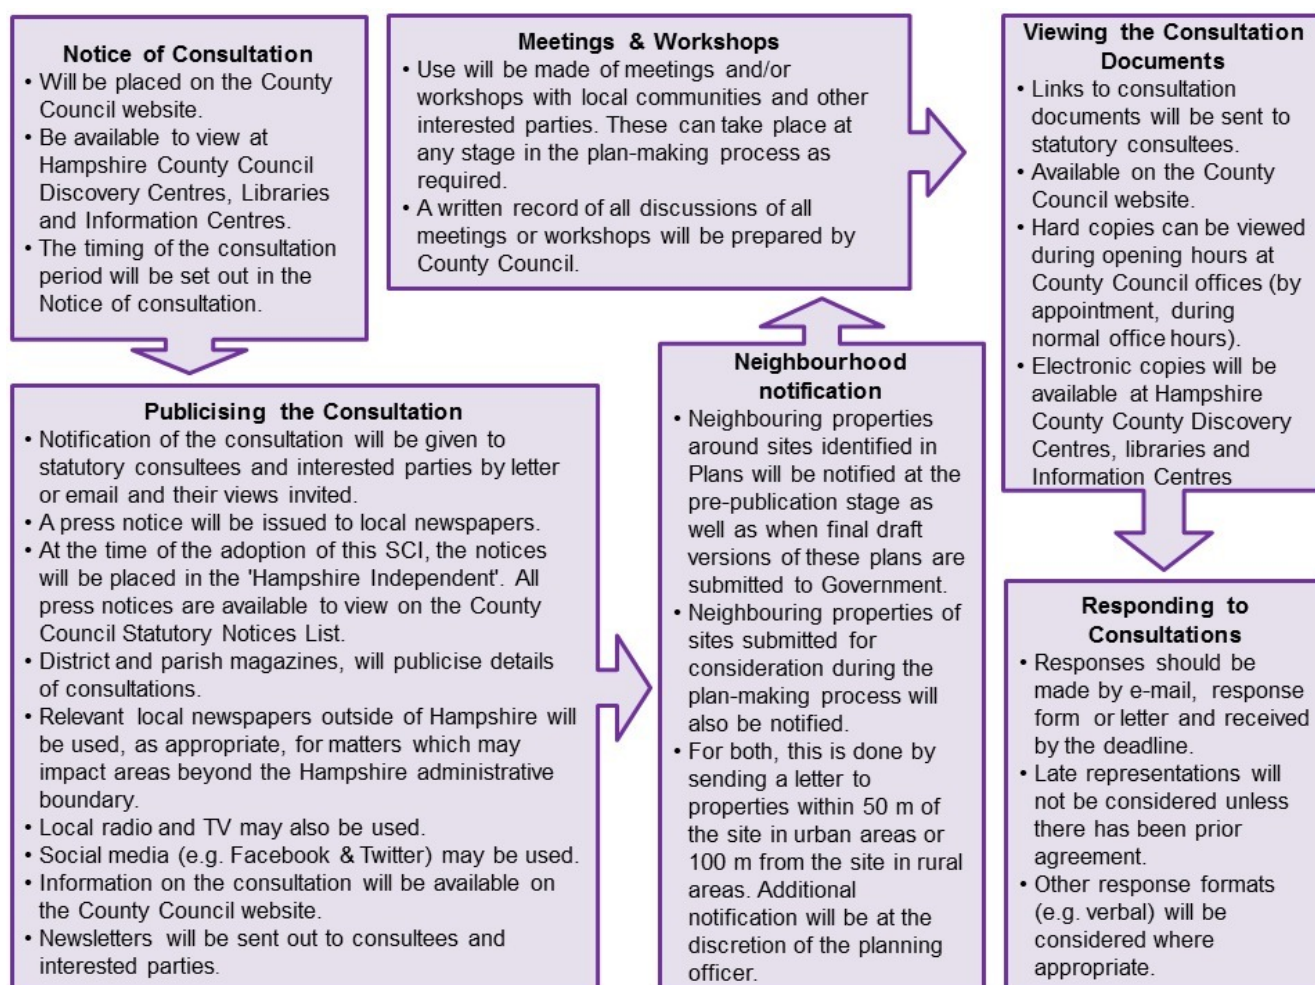 Notice of Consultation
• Will be placed on the County
Council website.
• Be available to view at
Hampshire County Council
Discovery Centres, Libraries
and Information Centres.
• The timing of the consultation
period will be set out in the
Notice of consultation.
Publicising the Consultation
• Notification of the consultation will be given to
statutory consultees and interested parties by letter
or email and their views invited.
• A press notice will be issued to local newspapers.
• At the time of the adoption of this SCI, the notices
will be placed in the 'Hampshire Independent'. All
press notices are available to view on the County
Council Statutory Notices List.
• District and parish magazines, will publicise details
of consultations.
• Relevant local newspapers outside of Hampshire will
be used, as appropriate, for matters which may
impact areas beyond the Hampshire administrative
boundary.
• Local radio and TV may also be used.
• Social media (e.g. Facebook & Twitter) may be used.
• Information on the consultation will be available on
the County Council website.
• Newsletters will be sent out to consultees and
interested parties.
Neighbourhood
notification
• Neighbouring properties
around sites identified in
Plans will be notified at the
pre-publication stage as
well as when final draft
versions of these plans are
submitted to Government.
• Neighbouring properties of
sites submitted for
consideration during the
plan-making process will
also be notified.
• For both, this is done by
sending a letter to
properties within 50 m of
the site in urban areas or
100 m from the site in rural
areas. Additional
notification will be at the
discretion of the planning
officer.
Meetings & Workshops
• Use will be made of meetings and/or
workshops with local communities and other
interested parties. These can take place at
any stage in the plan-making process as
required.
• A written record of all discussions of all
meetings or workshops will be prepared by
County Council.
Viewing the Consultation
Documents
• Links to consultation
documents will be sent to
statutory consultees.
• Available on the County
Council website.
• Hard copies can be viewed
during opening hours at
County Council offices (by
appointment, during
normal office hours).
• Electronic copies will be
available at Hampshire
County County Discovery
Centres, libraries and
Information Centres
Responding to
Consultations
• Responses should be
made by e-mail, response
form or letter and received
by the deadline.
• Late representations will
not be considered unless
there has been prior
agreement.
• Other response formats
(e.g. verbal) will be
considered where
appropriate.